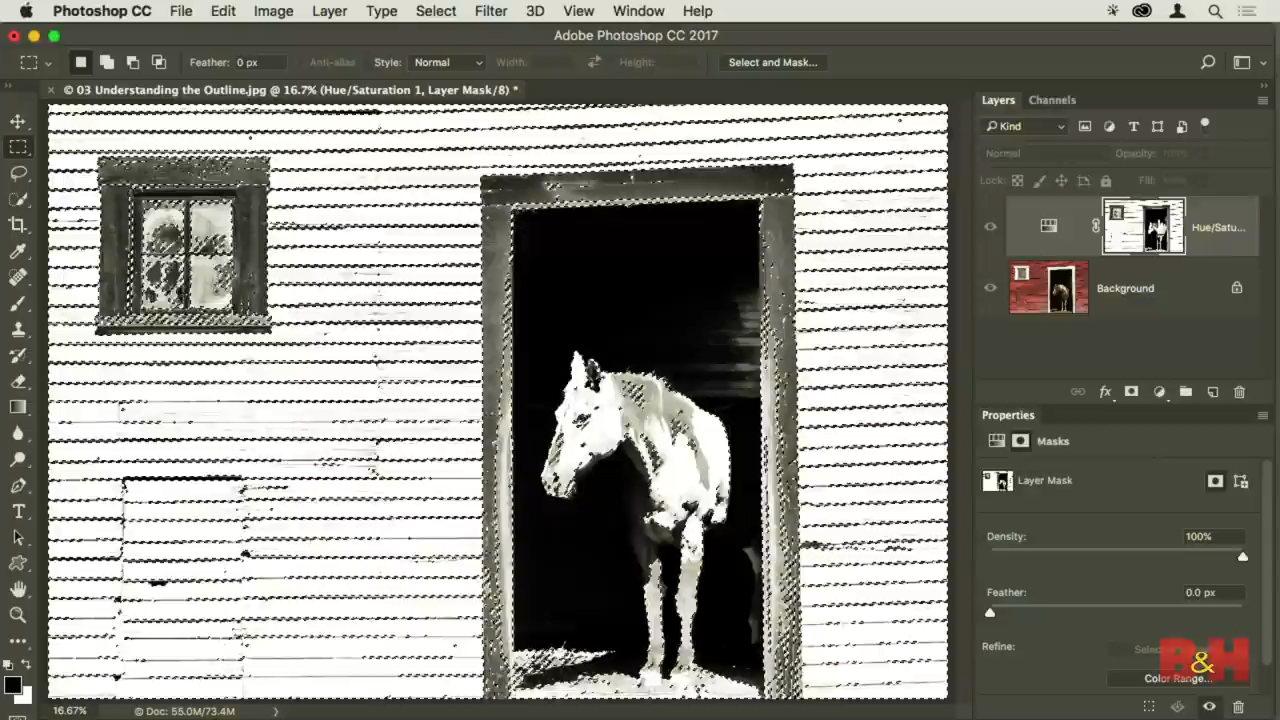 Photoshop CC File Edit Image Layer Type Select Filter 3D View Window Help
Adobe Photoshop CC 2017
Feather: 0 px Anti-alias Style: Normal Width: Height: Select and Mask...
© 03 Understanding the Outline.jpg @ 16.7% (Hue/Saturation 1, Layer Mask/8) *
Layers Channels
Kind
Normal Opacity: 100%
Lock: Fill:
Hue/Satu...
Background
fx
Properties
Masks
Layer Mask
Density: 100%
Feather: 0.0 px
Refine:
Color Range...
B&H
16.67% © Doc: 55.0M/73.4M